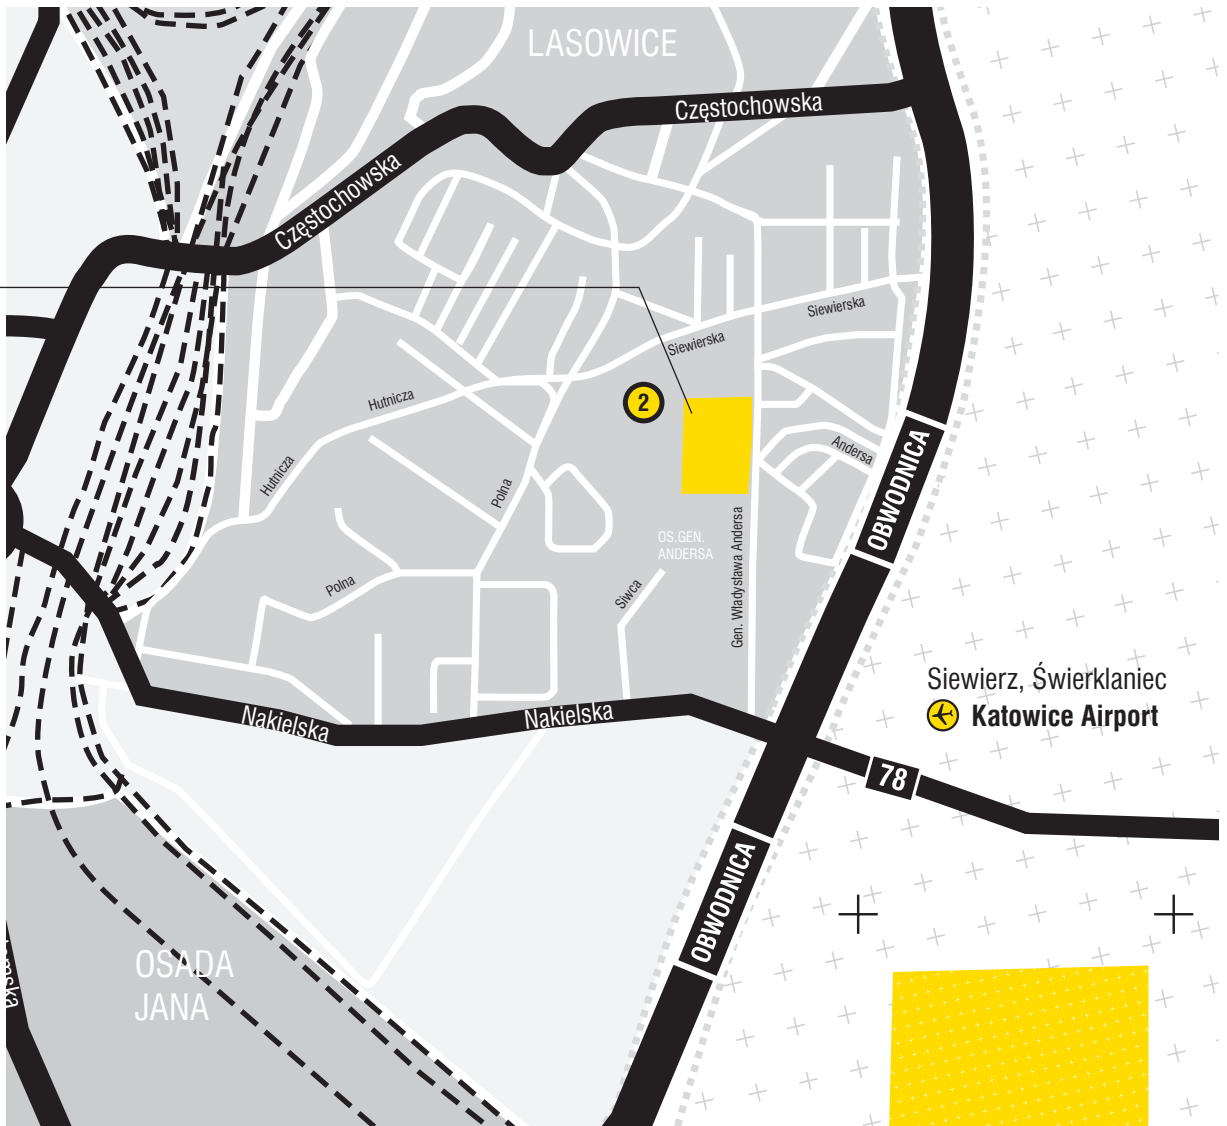 LASOWICE
Częstochowska
Częstochowska
Siewierska
Siewierska
Hutnicza
2
Andersa
OBWODNICA
Hutnicza
Polna
OS.GEN.
ANDERSA
Gen. Władysława Andersa
Polna
Siwca
Siewierz, Świerklaniec
Katowice Airport
Nakielska
Nakielska
78
OBWODNICA
OSADA
JANA